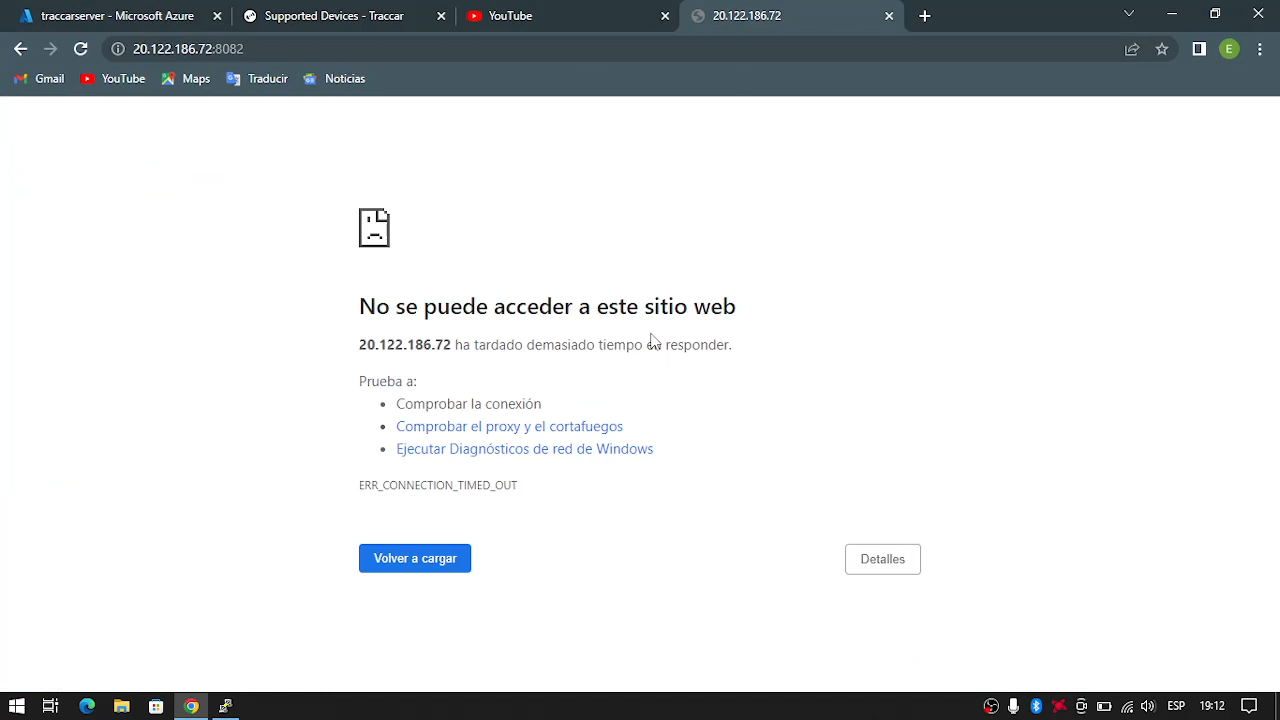 traccarserver - Microsoft Azure
Supported Devices - Traccar
YouTube
20.122.186.72
20.122.186.72:8082
E
Gmail
YouTube
Maps
Traducir
Noticias
No se puede acceder a este sitio web
20.122.186.72 ha tardado demasiado tiempo en responder.
Prueba a:
Comprobar la conexión
Comprobar el proxy y el cortafuegos
Ejecutar Diagnósticos de red de Windows
ERR_CONNECTION_TIMED_OUT
Volver a cargar
Detalles
ESP
19:12